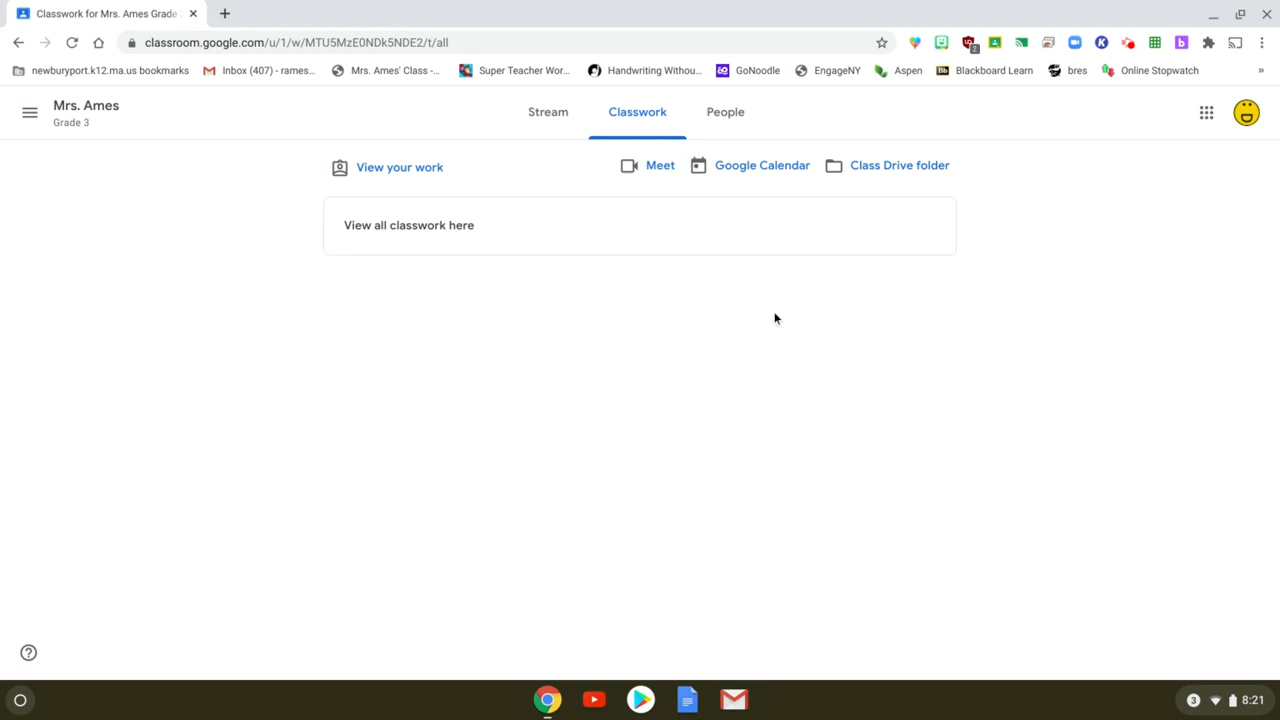 Classwork for Mrs. Ames Grade
classroom.google.com/u/1/w/MTU5MzE0NDk5NDE2/t/all
2
newburyport.k12.ma.us bookmarks Inbox (407) - rames... Mrs. Ames' Class -... Super Teacher Wor... Handwriting Withou... GoNoodle EngageNY Aspen Bb Blackboard Learn bres Online Stopwatch »
Mrs. Ames
Grade 3
Stream Classwork People
View your work Meet Google Calendar Class Drive folder
View all classwork here
3 8:21